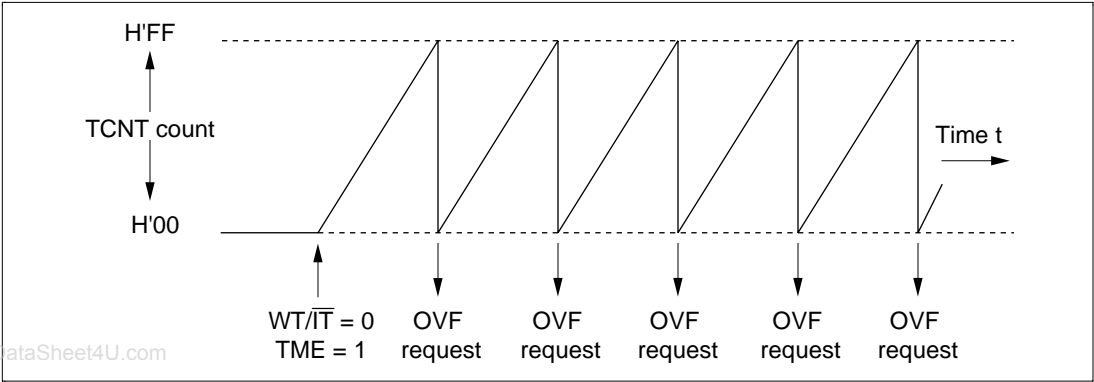 H'FF
TCNT count
H'00
Time t
WT/I̅T̅ = 0
TME = 1
OVF
request
OVF
request
OVF
request
OVF
request
OVF
request
DataSheet4U.com